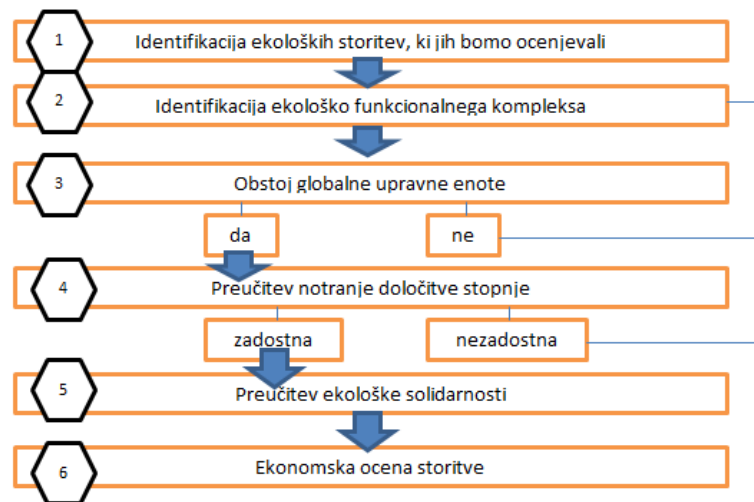 1 Identifikacija ekoloških storitev, ki jih bomo ocenjevali
2 Identifikacija ekološko funkcionalnega kompleksa
3 Obstoj globalne upravne enote
da ne
4 Preučitev notranje določitve stopnje
zadostna nezadostna
5 Preučitev ekološke solidarnosti
6 Ekonomska ocena storitve